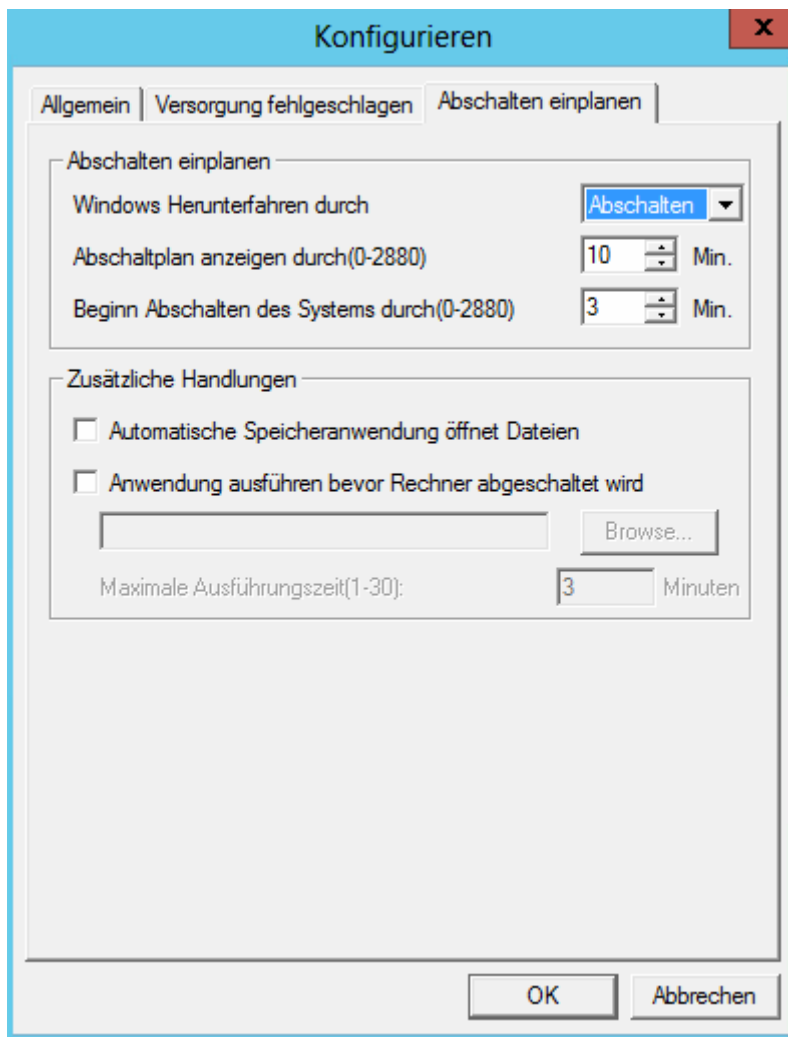 Konfigurieren
x
Allgemein Versorgung fehlgeschlagen Abschalten einplanen
Abschalten einplanen
Windows Herunterfahren durch Abschalten
Abschaltplan anzeigen durch(0-2880) 10 Min.
Beginn Abschalten des Systems durch(0-2880) 3 Min.
Zusätzliche Handlungen
Automatische Speicheranwendung öffnet Dateien
Anwendung ausführen bevor Rechner abgeschaltet wird
Browse...
Maximale Ausführungszeit(1-30): 3 Minuten
OK Abbrechen